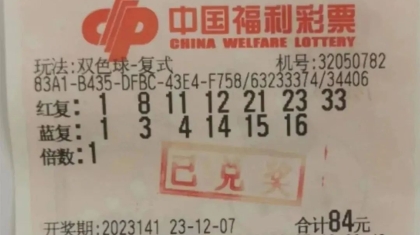 中国福利彩票
CHINA WELFARE LOTTERY
玩法：双色球-复式 机号：32050782
83A1-B435-DFBC-43E4-F758/63233374/34406
红复： 1 8 11 12 21 23 33
蓝复： 1 3 4 14 15 16
倍数：1
已兑奖
开奖期：2023141 23-12-07 合计84元